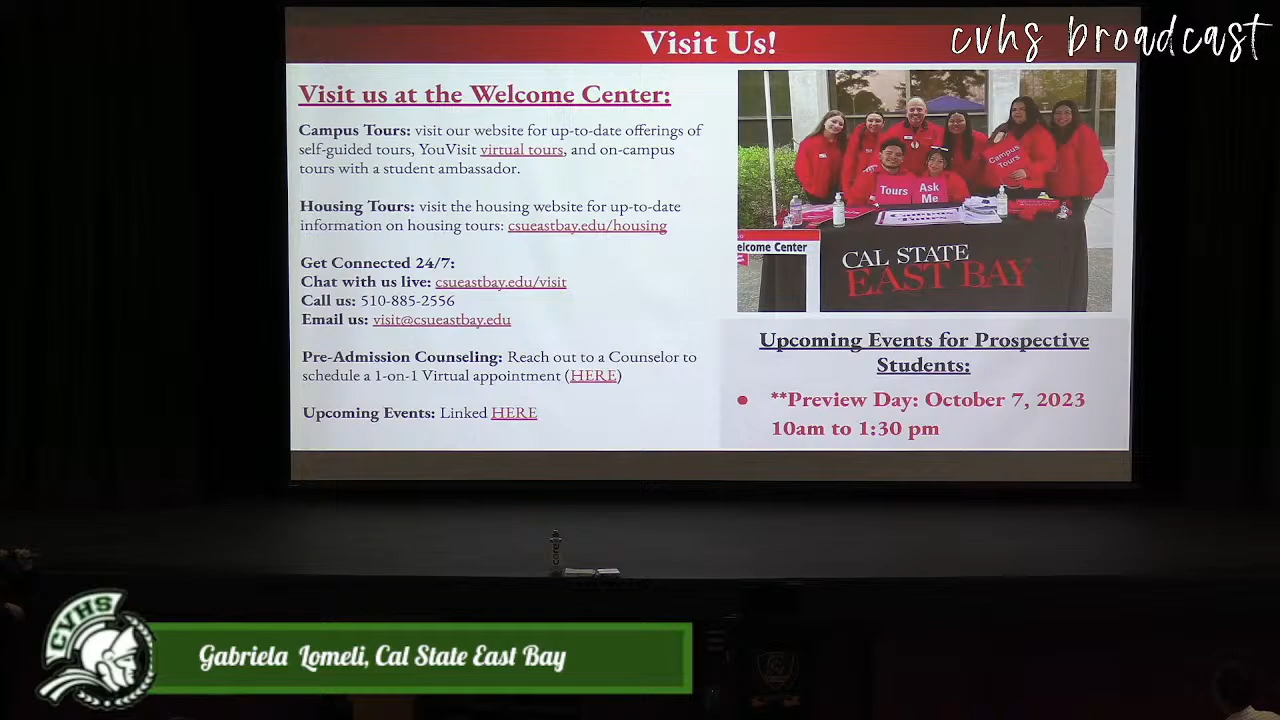 Visit Us!
cvhs broadcast
Visit us at the Welcome Center:
Campus Tours: visit our website for up-to-date offerings of
self-guided tours, YouVisit virtual tours, and on-campus
tours with a student ambassador.
Housing Tours: visit the housing website for up-to-date
information on housing tours: csueastbay.edu/housing
Get Connected 24/7:
Chat with us live: csueastbay.edu/visit
Call us: 510-885-2556
Email us: visit@csueastbay.edu
Pre-Admission Counseling: Reach out to a Counselor to
schedule a 1-on-1 Virtual appointment (HERE)
Upcoming Events: Linked HERE
Campus
Tours
Tours
Ask
Me
Campus Tours
elcome Center
CAL STATE
EAST BAY
Upcoming Events for Prospective
Students:
• **Preview Day: October 7, 2023
10am to 1:30 pm
core
CVHS
Gabriela Lomeli, Cal State East Bay